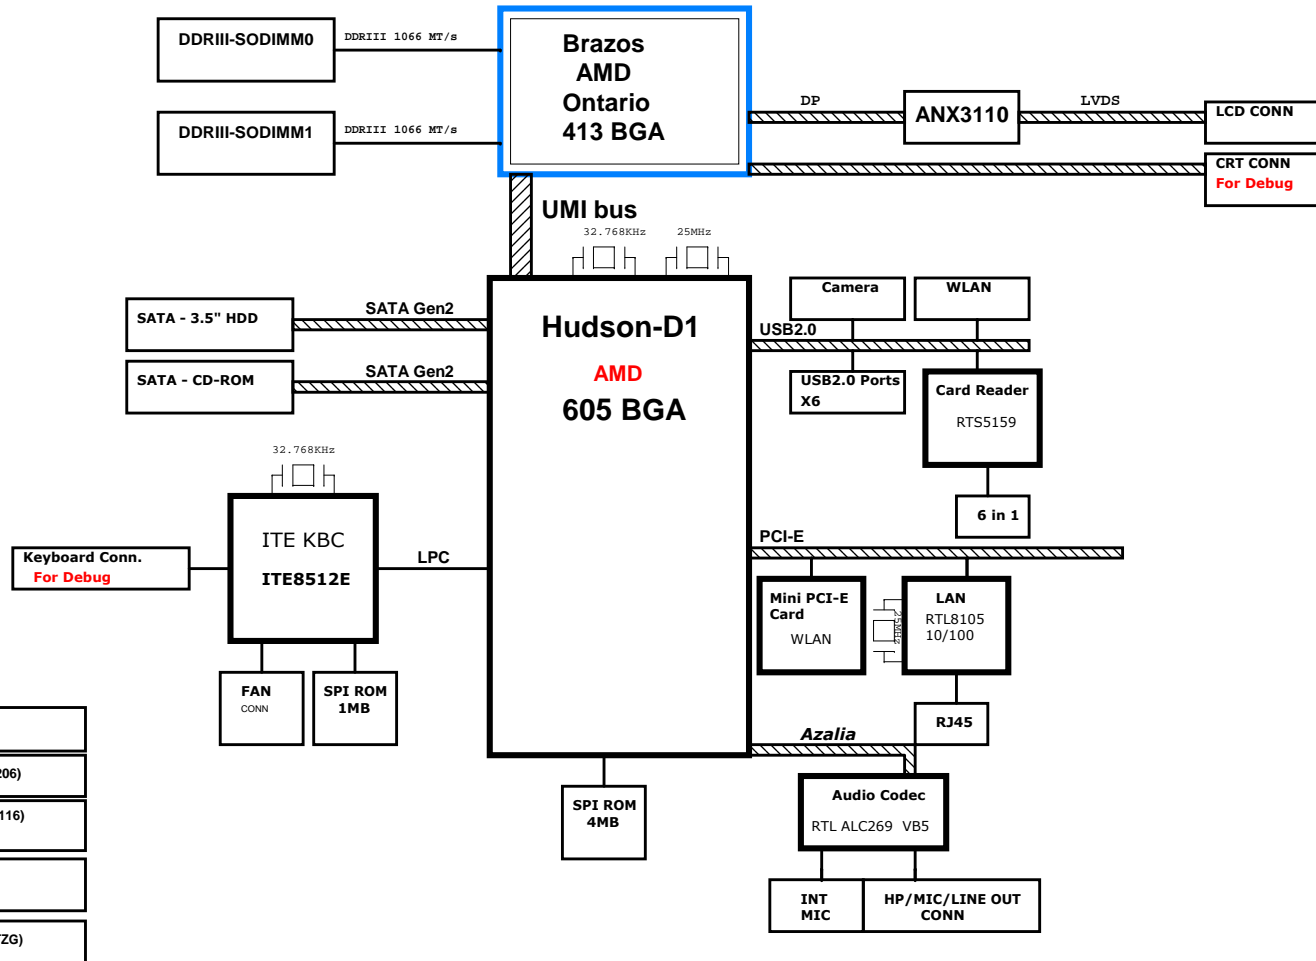 DDRIII-SODIMM0
DDRIII 1066 MT/s
DDRIII-SODIMM1
DDRIII 1066 MT/s
Brazos
AMD
Ontario
413 BGA
DP
ANX3110
LVDS
LCD CONN
CRT CONN
For Debug
UMI bus
32.768KHz
25MHz
SATA - 3.5" HDD
SATA Gen2
SATA - CD-ROM
SATA Gen2
Hudson-D1
AMD
605 BGA
Camera
WLAN
USB2.0
USB2.0 Ports
X6
Card Reader
RTS5159
6 in 1
32.768KHz
ITE KBC
ITE8512E
Keyboard Conn.
For Debug
LPC
FAN
CONN
SPI ROM
1MB
PCI-E
Mini PCI-E
Card
WLAN
25MHz
LAN
RTL8105
10/100
RJ45
Azalia
Audio Codec
RTL ALC269 VB5
INT
MIC
HP/MIC/LINE OUT
CONN
SPI ROM
4MB
206)
116)
ZG)